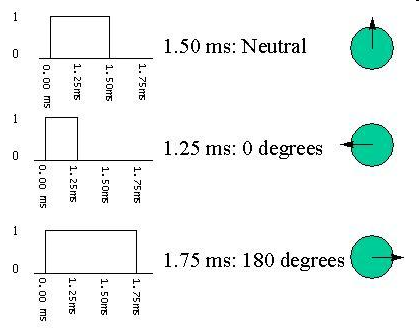 1
1.50 ms: Neutral
0
0.00 ms
1.25ms
1.50ms
1.75ms
1
1.25 ms: 0 degrees
0
0.00 ms
1.25ms
1.50ms
1.75ms
1
1.75 ms: 180 degrees
0
0.00 ms
1.25ms
1.50ms
1.75ms